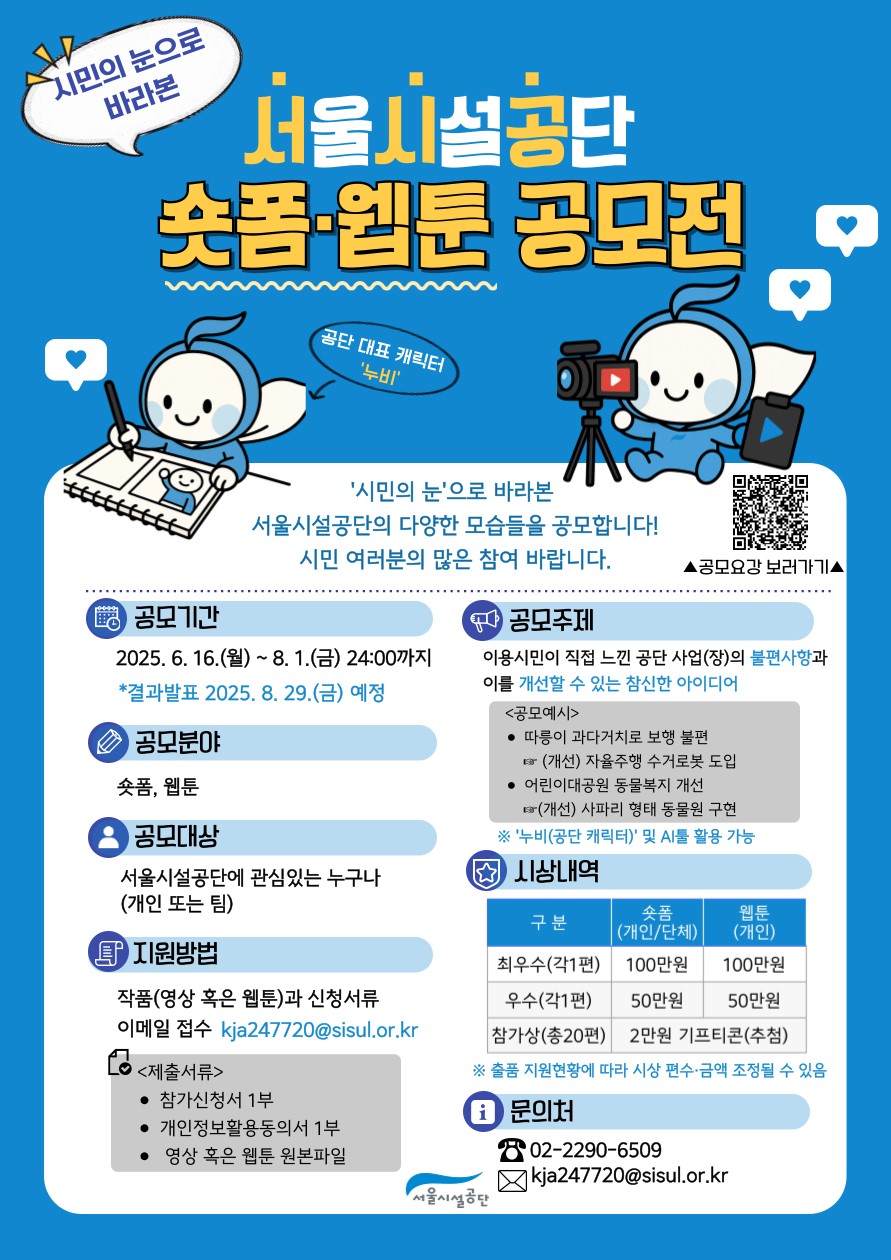 시민의 눈으로
바라본
서울시설공단
숏폼·웹툰 공모전
공단 대표 캐릭터
'누비'
'시민의 눈'으로 바라본
서울시설공단의 다양한 모습들을 공모합니다!
시민 여러분의 많은 참여 바랍니다.
▲공모요강 보러가기▲
공모기간
2025. 6. 16.(월) ~ 8. 1.(금) 24:00까지
*결과발표 2025. 8. 29.(금) 예정
공모분야
숏폼, 웹툰
공모대상
서울시설공단에 관심있는 누구나
(개인 또는 팀)
지원방법
작품(영상 혹은 웹툰)과 신청서류
이메일 접수 kja247720@sisul.or.kr
<제출서류>
● 참가신청서 1부
● 개인정보활용동의서 1부
● 영상 혹은 웹툰 원본파일
공모주제
이용시민이 직접 느낀 공단 사업(장)의 불편사항과
이를 개선할 수 있는 참신한 아이디어
<공모예시>
● 따릉이 과다거치로 보행 불편
☞ (개선) 자율주행 수거로봇 도입
● 어린이대공원 동물복지 개선
☞(개선) 사파리 형태 동물원 구현
※ '누비(공단 캐릭터)' 및 AI툴 활용 가능
시상내역
구 분 숏폼 (개인/단체) 웹툰 (개인)
최우수(각1편) 100만원 100만원
우수(각1편) 50만원 50만원
참가상(총20편) 2만원 기프티콘(추첨)
※ 출품 지원현황에 따라 시상 편수·금액 조정될 수 있음
문의처
02-2290-6509
kja247720@sisul.or.kr
서울시설공단